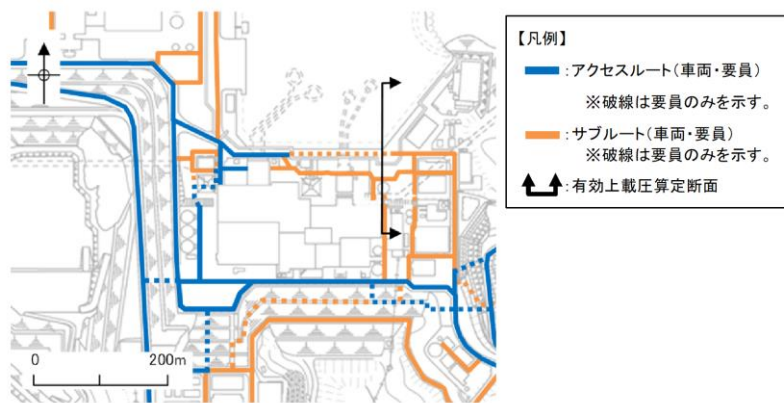 【凡例】
:アクセスルート(車両・要員)
※破線は要員のみを示す。
:サブルート(車両・要員)
※破線は要員のみを示す。
:有効上載圧算定断面
0 200m